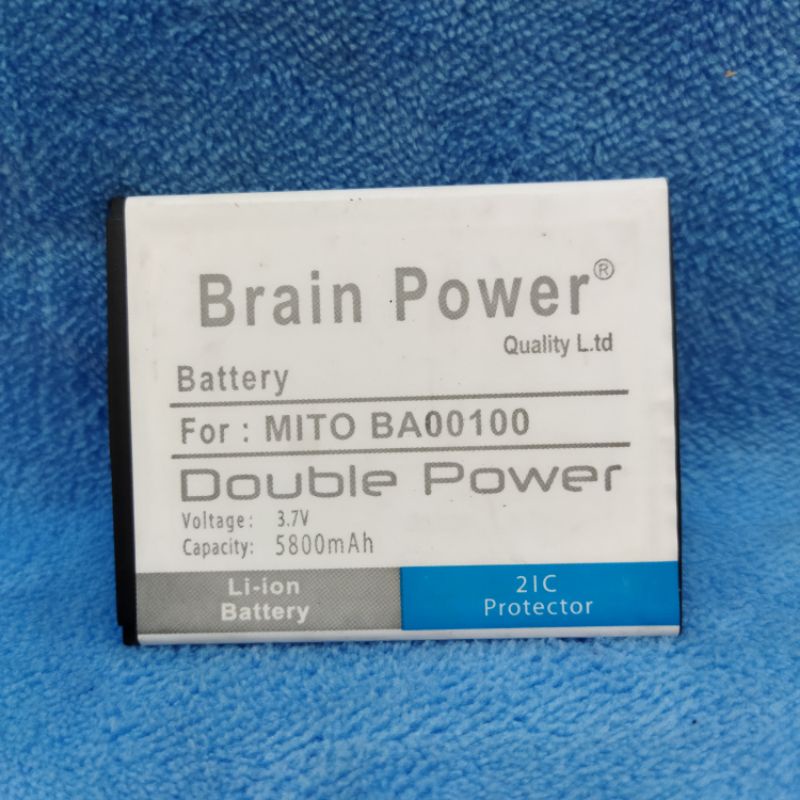 Brain Power®
Quality L.td
Battery
For : MITO BA00100
Double Power
Voltage : 3.7V
Capacity: 5800mAh
Li-ion
Battery
2IC
Protector